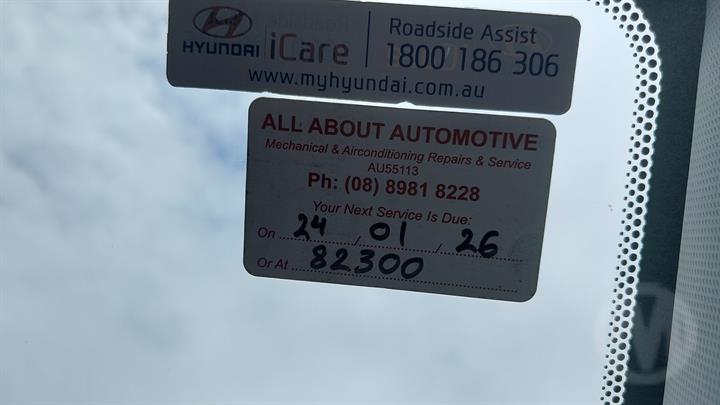 HYUNDAI iCare
Roadside Assist
1800 186 306
www.myhyundai.com.au
ALL ABOUT AUTOMOTIVE
Mechanical & Airconditioning Repairs & Service
AU55113
Ph: (08) 8981 8228
Your Next Service Is Due:
On 24 / 01 / 26
Or At 82300